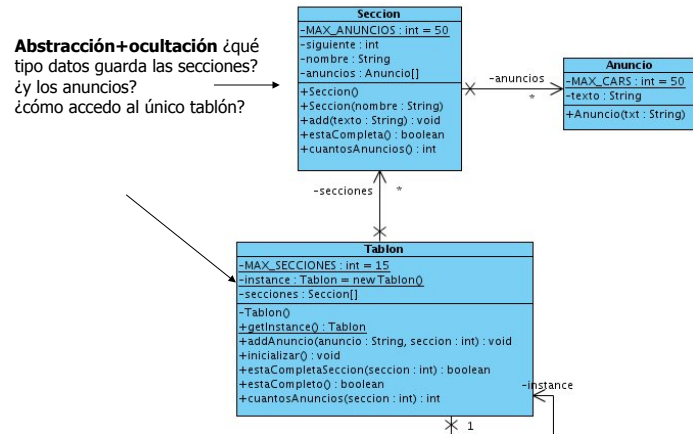 Abstracción+ocultación ¿qué
tipo datos guarda las secciones?
¿y los anuncios?
¿cómo accedo al único tablón?
Seccion
-MAX_ANUNCIOS : int = 50
-siguiente : int
-nombre : String
-anuncios : Anuncio[]
+Seccion()
+Seccion(nombre : String)
+add(texto : String) : void
+estaCompleta() : boolean
+cuantosAnuncios() : int
-anuncios
*
Anuncio
-MAX_CARS : int = 50
-texto : String
+Anuncio(txt : String)
-secciones
*
Tablon
-MAX_SECCIONES : int = 15
-instance : Tablon = new Tablon()
-secciones : Seccion[]
-Tablon()
+getInstance() : Tablon
+addAnuncio(anuncio : String, seccion : int) : void
+inicializar() : void
+estaCompletaSeccion(seccion : int) : boolean
+estaCompleto() : boolean
+cuantosAnuncios(seccion : int) : int
-instance
1